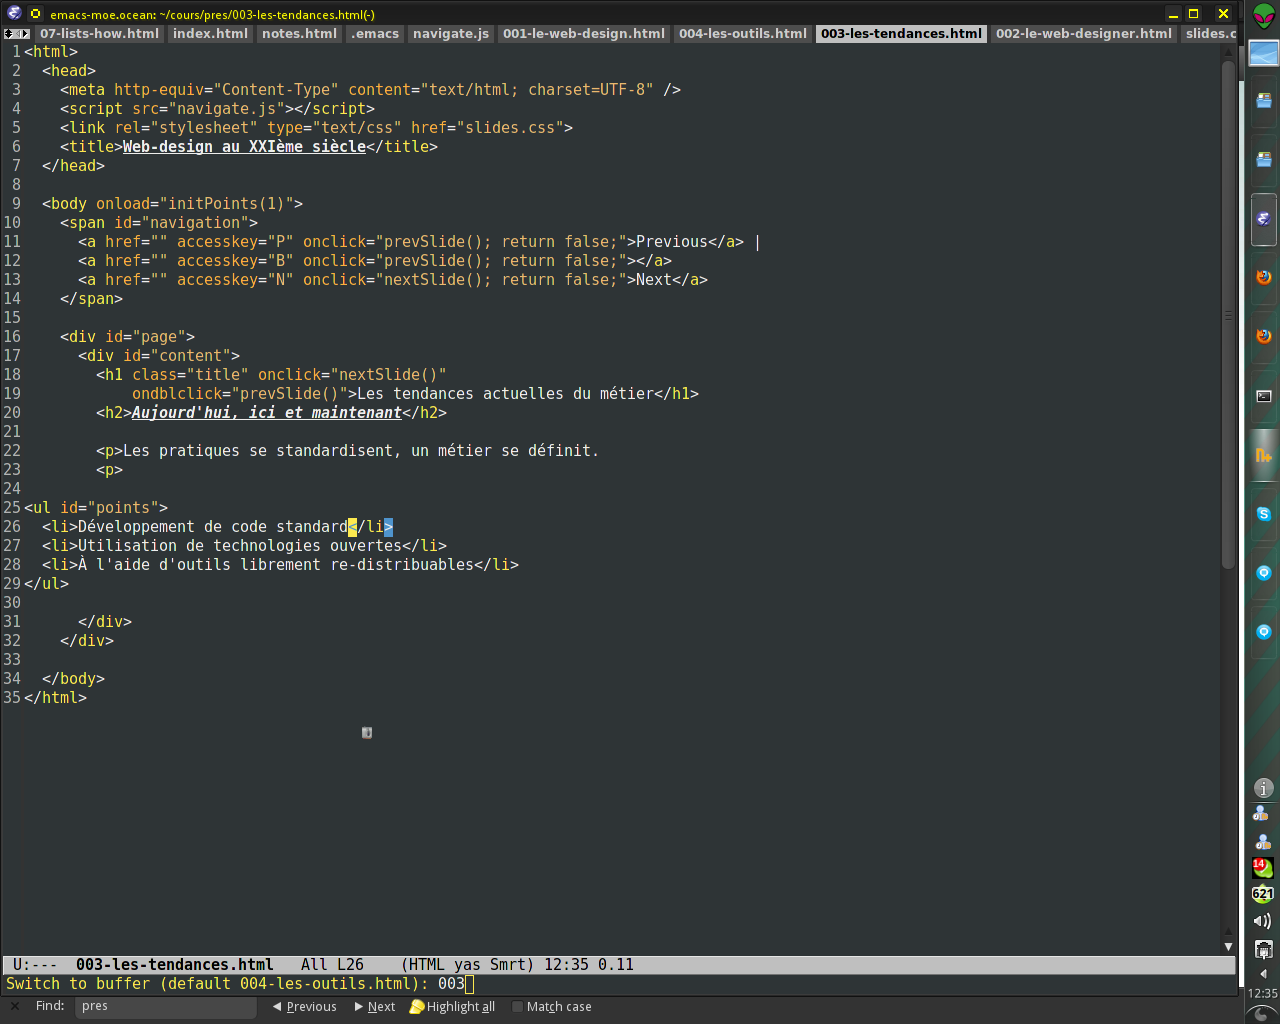 emacs-moe.ocean: ~/cours/pres/003-les-tendances.html(-)
07-lists-how.html index.html notes.html .emacs navigate.js 001-le-web-design.html 004-les-outils.html 003-les-tendances.html 002-le-web-designer.html slides.c
1 <html>
2   <head>
3     <meta http-equiv="Content-Type" content="text/html; charset=UTF-8" />
4     <script src="navigate.js"></script>
5     <link rel="stylesheet" type="text/css" href="slides.css">
6     <title>Web-design au XXIème siècle</title>
7   </head>
8
9   <body onload="initPoints(1)">
10     <span id="navigation">
11       <a href="" accesskey="P" onclick="prevSlide(); return false;">Previous</a> |
12       <a href="" accesskey="B" onclick="prevSlide(); return false;"></a>
13       <a href="" accesskey="N" onclick="nextSlide(); return false;">Next</a>
14     </span>
15
16     <div id="page">
17       <div id="content">
18         <h1 class="title" onclick="nextSlide()"
19             ondblclick="prevSlide()">Les tendances actuelles du métier</h1>
20         <h2>Aujourd'hui, ici et maintenant</h2>
21
22         <p>Les pratiques se standardisent, un métier se définit.
23         <p>
24
25 <ul id="points">
26   <li>Développement de code standard</li>
27   <li>Utilisation de technologies ouvertes</li>
28   <li>À l'aide d'outils librement re-distribuables</li>
29 </ul>
30
31       </div>
32     </div>
33
34   </body>
35 </html>
U:---  003-les-tendances.html   All L26    (HTML yas Smrt) 12:35 0.11
Switch to buffer (default 004-les-outils.html): 003
Find: pres Previous Next Highlight all Match case
14
621
12:35